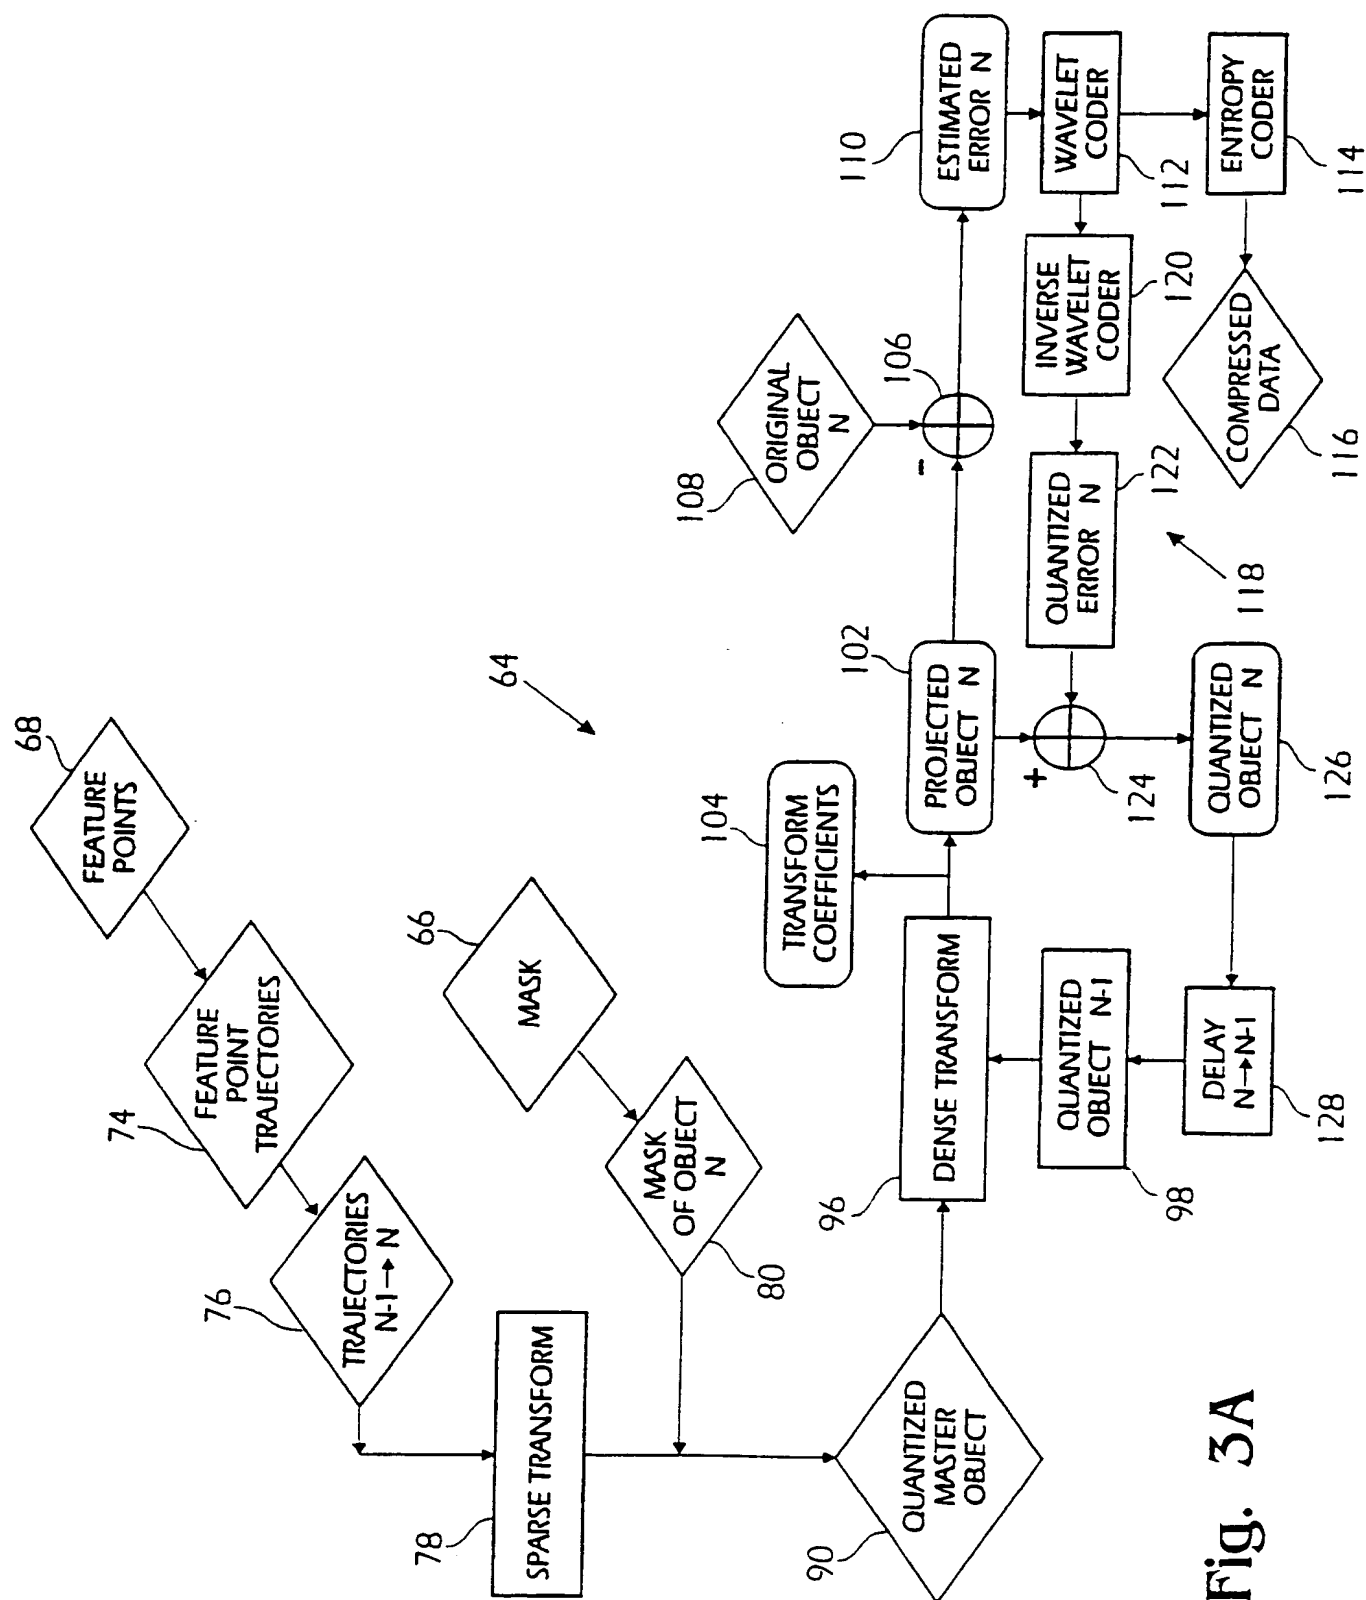 68
FEATURE
POINTS
74
FEATURE
POINT
TRAJECTORIES
76
TRAJECTORIES
N-1→N
78
SPARSE TRANSFORM
66
MASK
80
MASK
OF OBJECT
N
64
90
QUANTIZED
MASTER
OBJECT
96
DENSE TRANSFORM
104
TRANSFORM
COEFFICIENTS
102
PROJECTED
OBJECT N
108
ORIGINAL
OBJECT
N
106
-
110
ESTIMATED
ERROR N
WAVELET
CODER
112
ENTROPY
CODER
114
INVERSE
WAVELET
CODER
120
COMPRESSED
DATA
116
QUANTIZED
ERROR N
122
118
+
124
QUANTIZED
OBJECT N
126
QUANTIZED
OBJECT N-1
98
DELAY
N→N-1
128
Fig. 3A